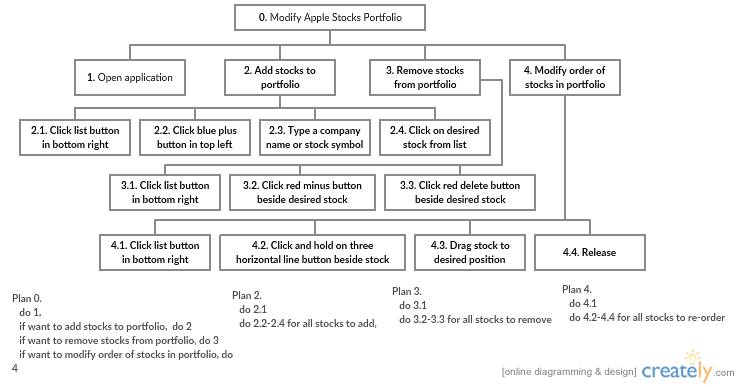 0. Modify Apple Stocks Portfolio
1. Open application
2. Add stocks to
portfolio
3. Remove stocks
from portfolio
4. Modify order of
stocks in portfolio
2.1. Click list button
in bottom right
2.2. Click blue plus
button in top left
2.3. Type a company
name or stock symbol
2.4. Click on desired
stock from list
3.1. Click list button
in bottom right
3.2. Click red minus button
beside desired stock
3.3. Click red delete button
beside desired stock
4.1. Click list button
in bottom right
4.2. Click and hold on three
horizontal line button beside stock
4.3. Drag stock to
desired position
4.4. Release
Plan 0.
do 1,
if want to add stocks to portfolio, do 2
if want to remove stocks from portfolio, do 3
if want to modify order of stocks in portfolio, do
4
Plan 2.
do 2.1
do 2.2-2.4 for all stocks to add,
Plan 3.
do 3.1
do 3.2-3.3 for all stocks to remove
Plan 4.
do 4.1
do 4.2-4.4 for all stocks to re-order
[online diagramming & design] creately.com